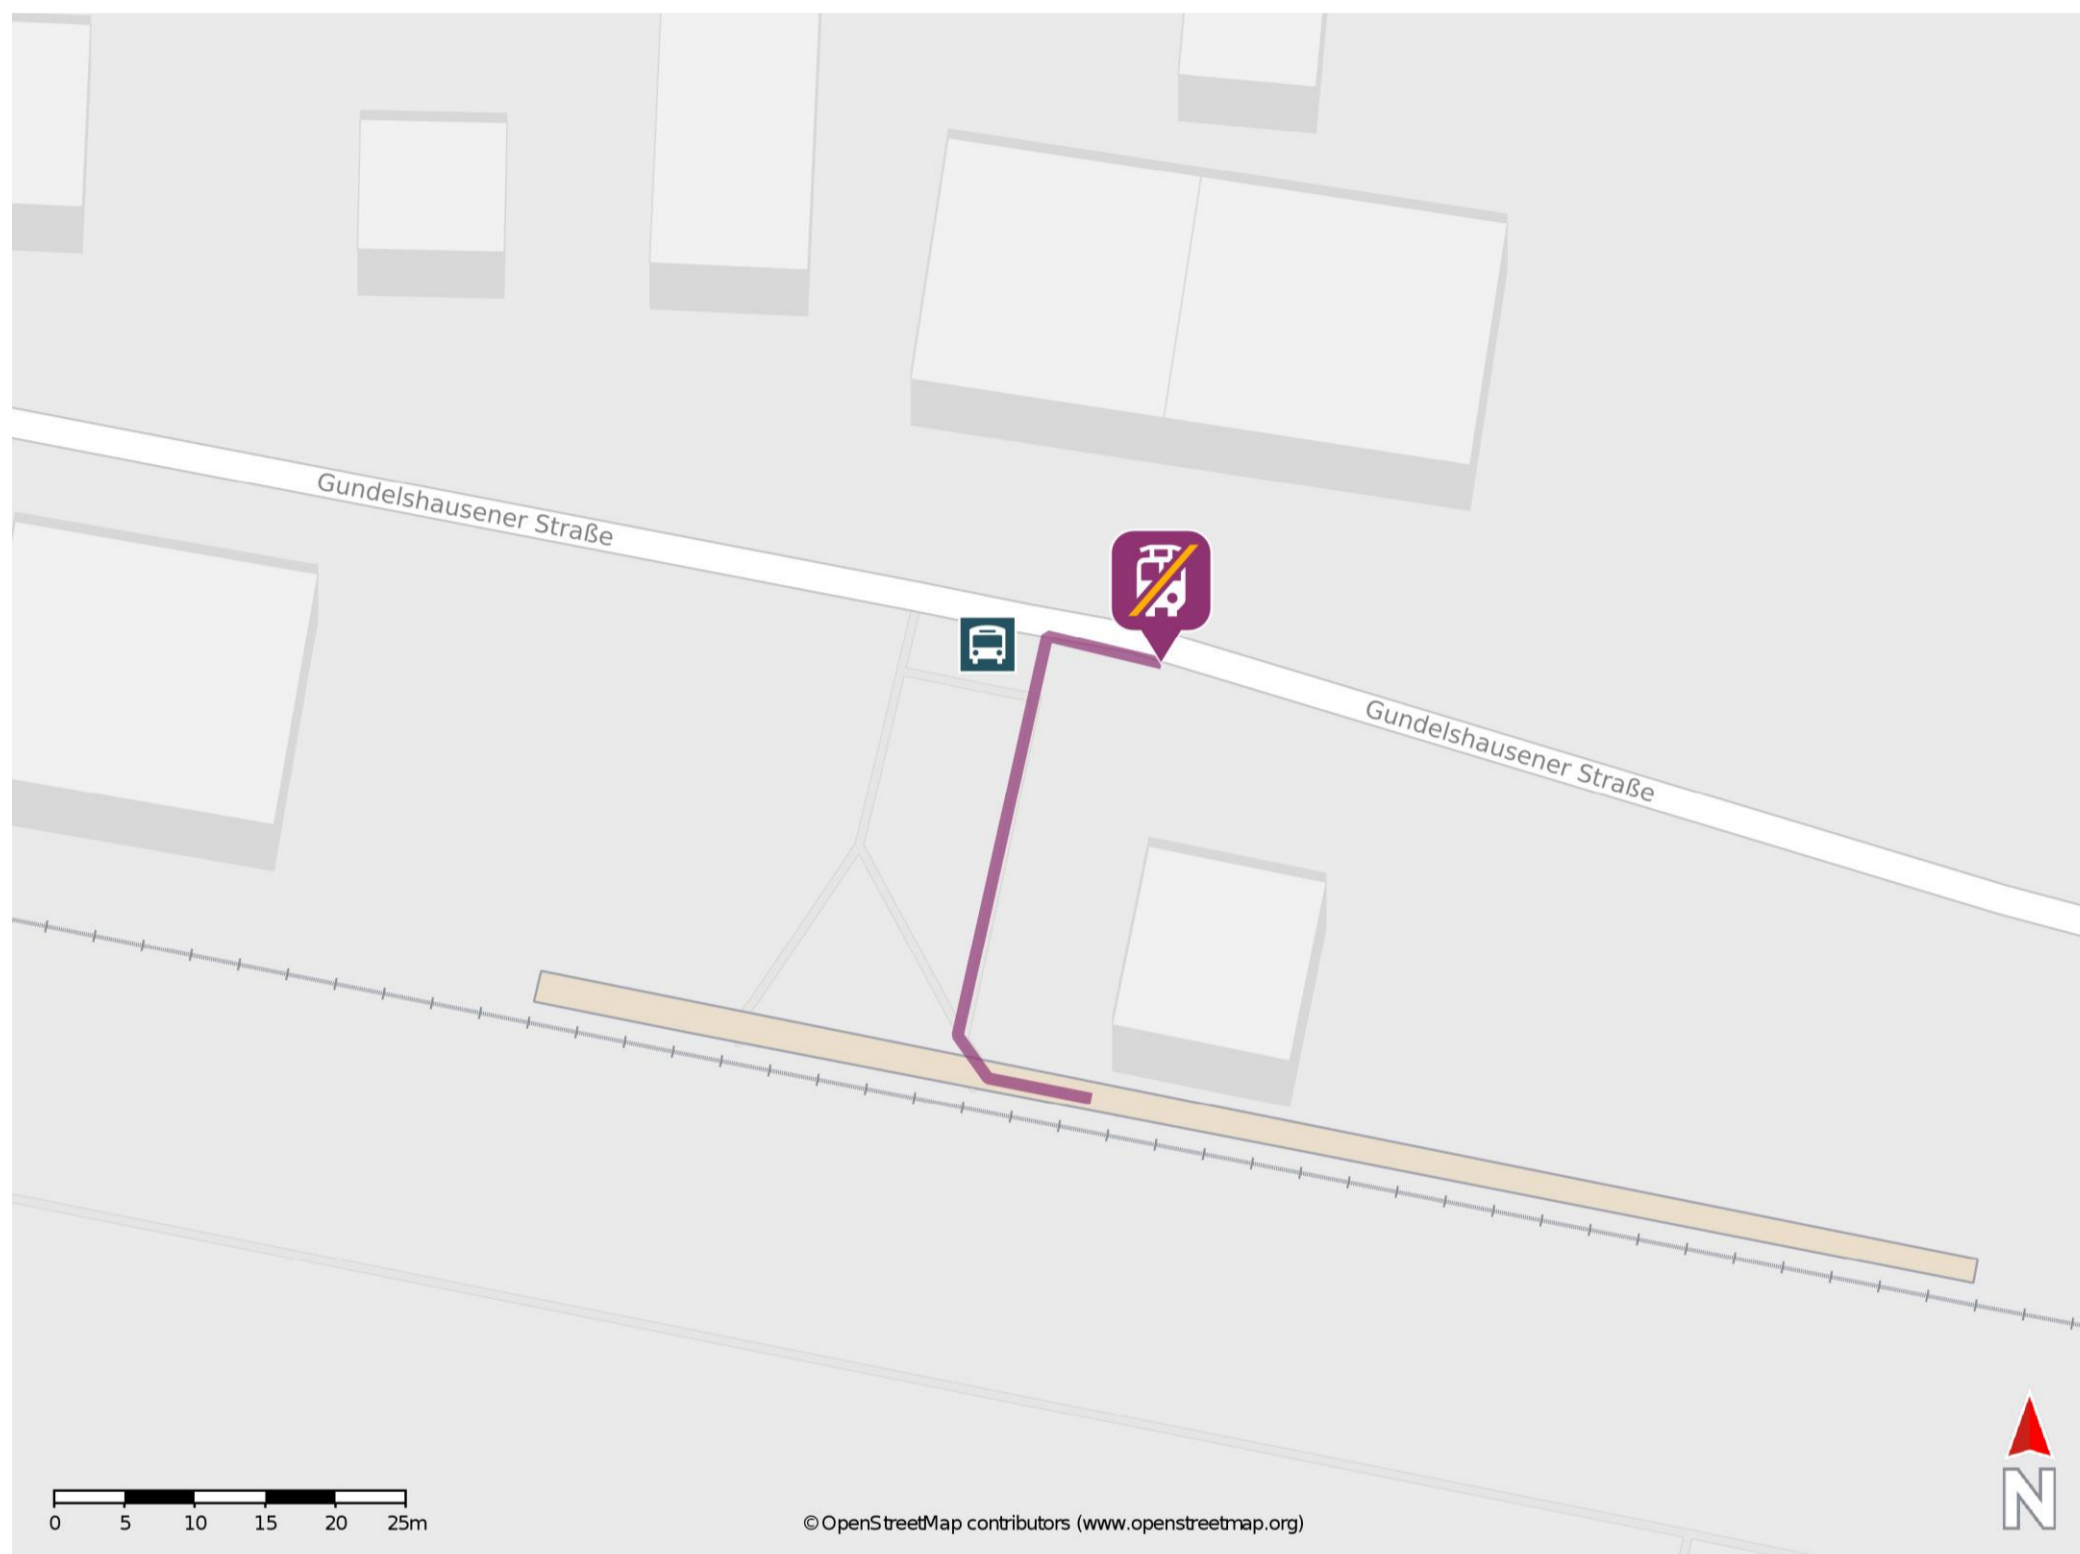 Gundelshausener Straße
Gundelshausener Straße
0 5 10 15 20 25m
© OpenStreetMap contributors (www.openstreetmap.org)
N